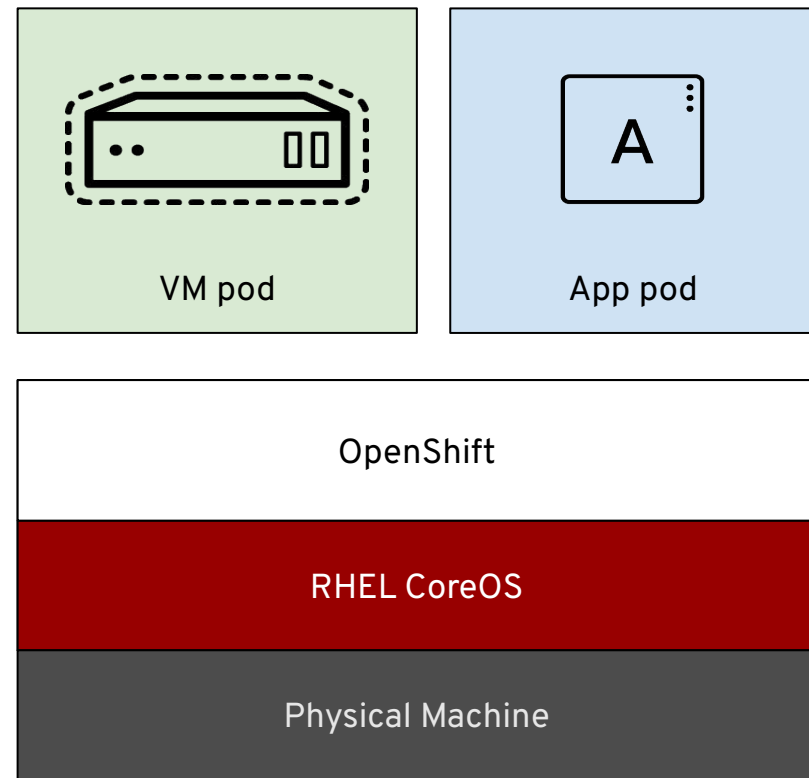 A
VM pod
App pod
OpenShift
RHEL CoreOS
Physical Machine